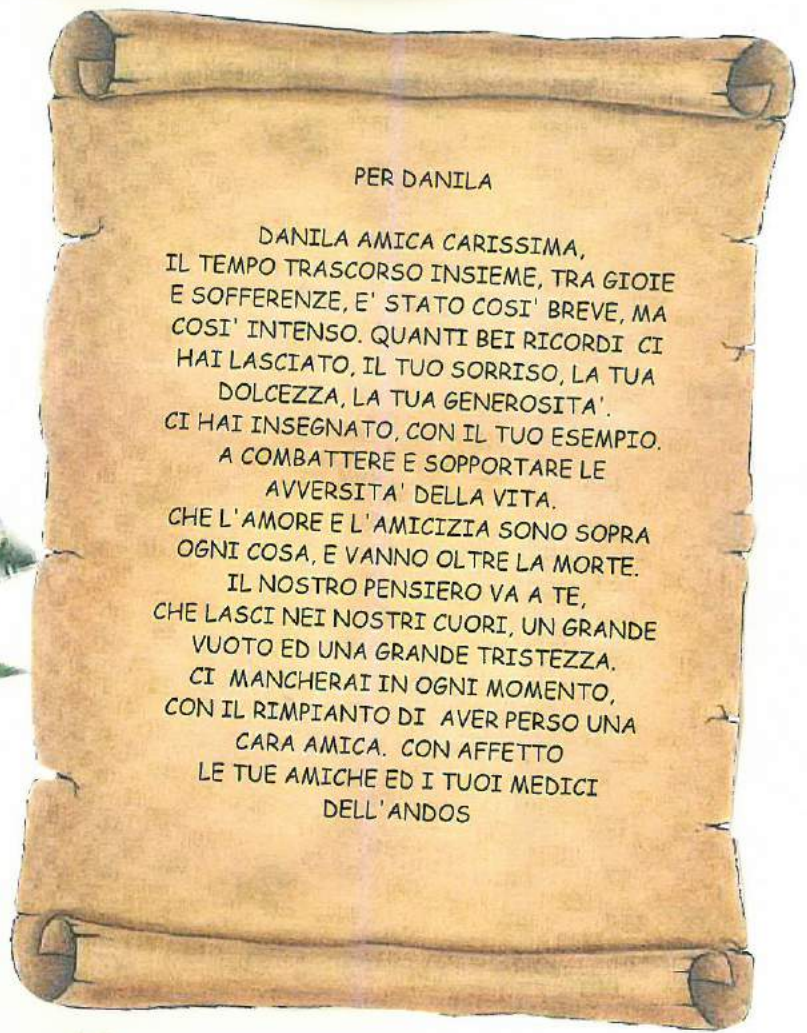 PER DANILA
DANILA AMICA CARISSIMA,
IL TEMPO TRASCORSO INSIEME, TRA GIOIE
E SOFFERENZE, E' STATO COSI' BREVE, MA
COSI' INTENSO. QUANTI BEI RICORDI CI
HAI LASCIATO, IL TUO SORRISO, LA TUA
DOLCEZZA, LA TUA GENEROSITA'.
CI HAI INSEGNATO, CON IL TUO ESEMPIO.
A COMBATTERE E SOPPORTARE LE
AVVERSITA' DELLA VITA.
CHE L'AMORE E L'AMICIZIA SONO SOPRA
OGNI COSA, E VANNO OLTRE LA MORTE.
IL NOSTRO PENSIERO VA A TE,
CHE LASCI NEI NOSTRI CUORI, UN GRANDE
VUOTO ED UNA GRANDE TRISTEZZA.
CI MANCHERAI IN OGNI MOMENTO,
CON IL RIMPIANTO DI AVER PERSO UNA
CARA AMICA. CON AFFETTO
LE TUE AMICHE ED I TUOI MEDICI
DELL'ANDOS